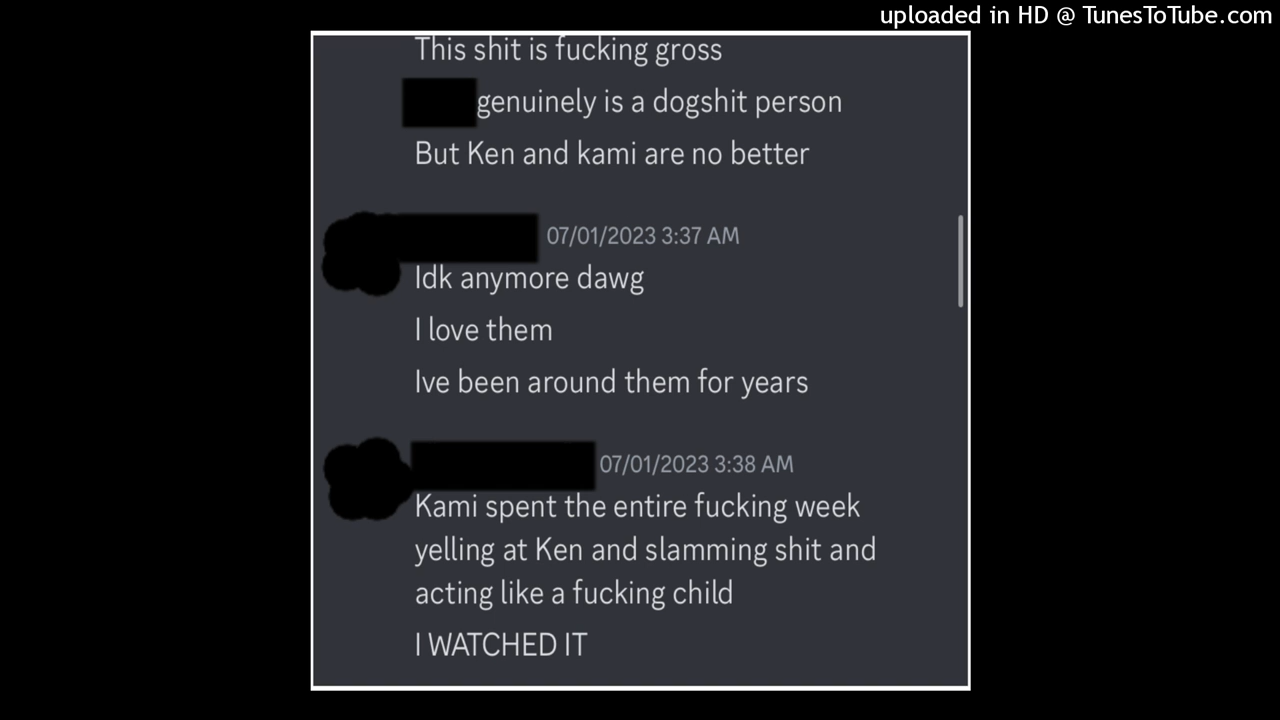 uploaded in HD @ TunesToTube.com
This shit is fucking gross
genuinely is a dogshit person
But Ken and kami are no better
07/01/2023 3:37 AM
Idk anymore dawg
I love them
Ive been around them for years
07/01/2023 3:38 AM
Kami spent the entire fucking week
yelling at Ken and slamming shit and
acting like a fucking child
I WATCHED IT